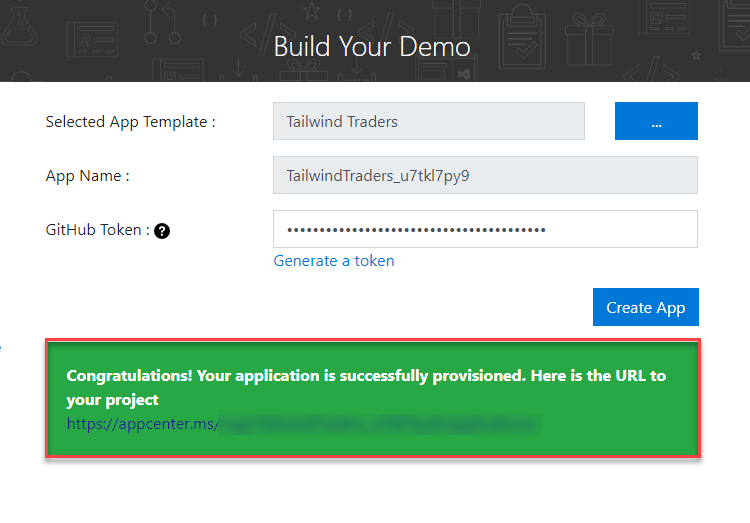 Build Your Demo
Selected App Template :
Tailwind Traders
...
App Name :
TailwindTraders_u7tkl7py9
GitHub Token : ?
••••••••••••••••••••••••••••••••••••••••
Generate a token
Create App
e
Congratulations! Your application is successfully provisioned. Here is the URL to
your project
https://appcenter.ms/